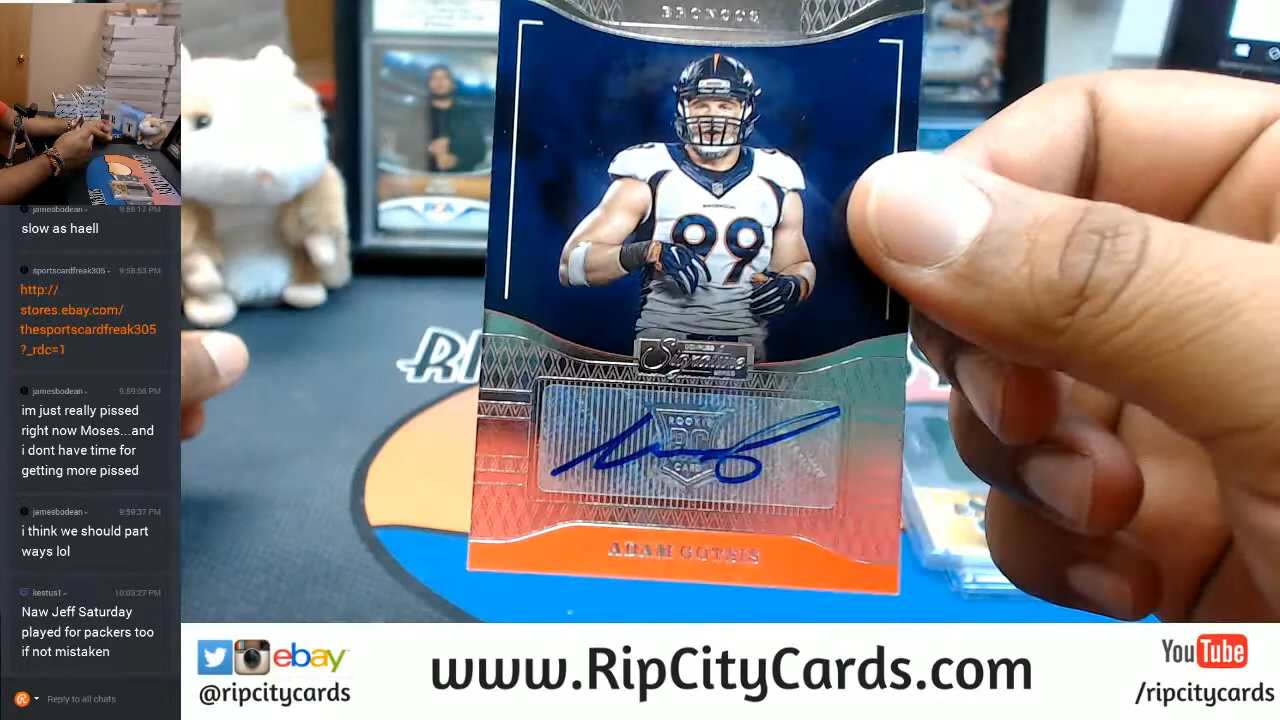 jamesbodean - 9:58:17 PM
slow as haell
sportscardfreak305 - 9:58:53 PM
http://
stores.ebay.com/
thesportscardfreak305
?_rdc=1
jamesbodean - 9:59:06 PM
im just really pissed
right now Moses...and
i dont have time for
getting more pissed
jamesbodean - 9:59:37 PM
i think we should part
ways lol
kestus1 - 10:03:27 PM
Naw Jeff Saturday
played for packers too
if not mistaken
Reply to all chats
BRONCOS
99
Signature
ROOKIE
RC
CARD
ADAM GOTSIS
RI
ebay
@ripcitycards
www.RipCityCards.com
YouTube
/ripcitycards